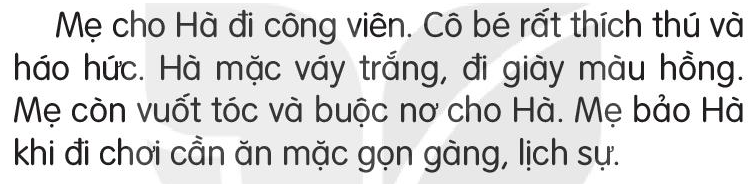 Mẹ cho Hà đi công viên. Cô bé rất thích thú và
háo hức. Hà mặc váy trắng, đi giày màu hồng.
Mẹ còn vuốt tóc và buộc nơ cho Hà. Mẹ bảo Hà
khi đi chơi cần ăn mặc gọn gàng, lịch sự.